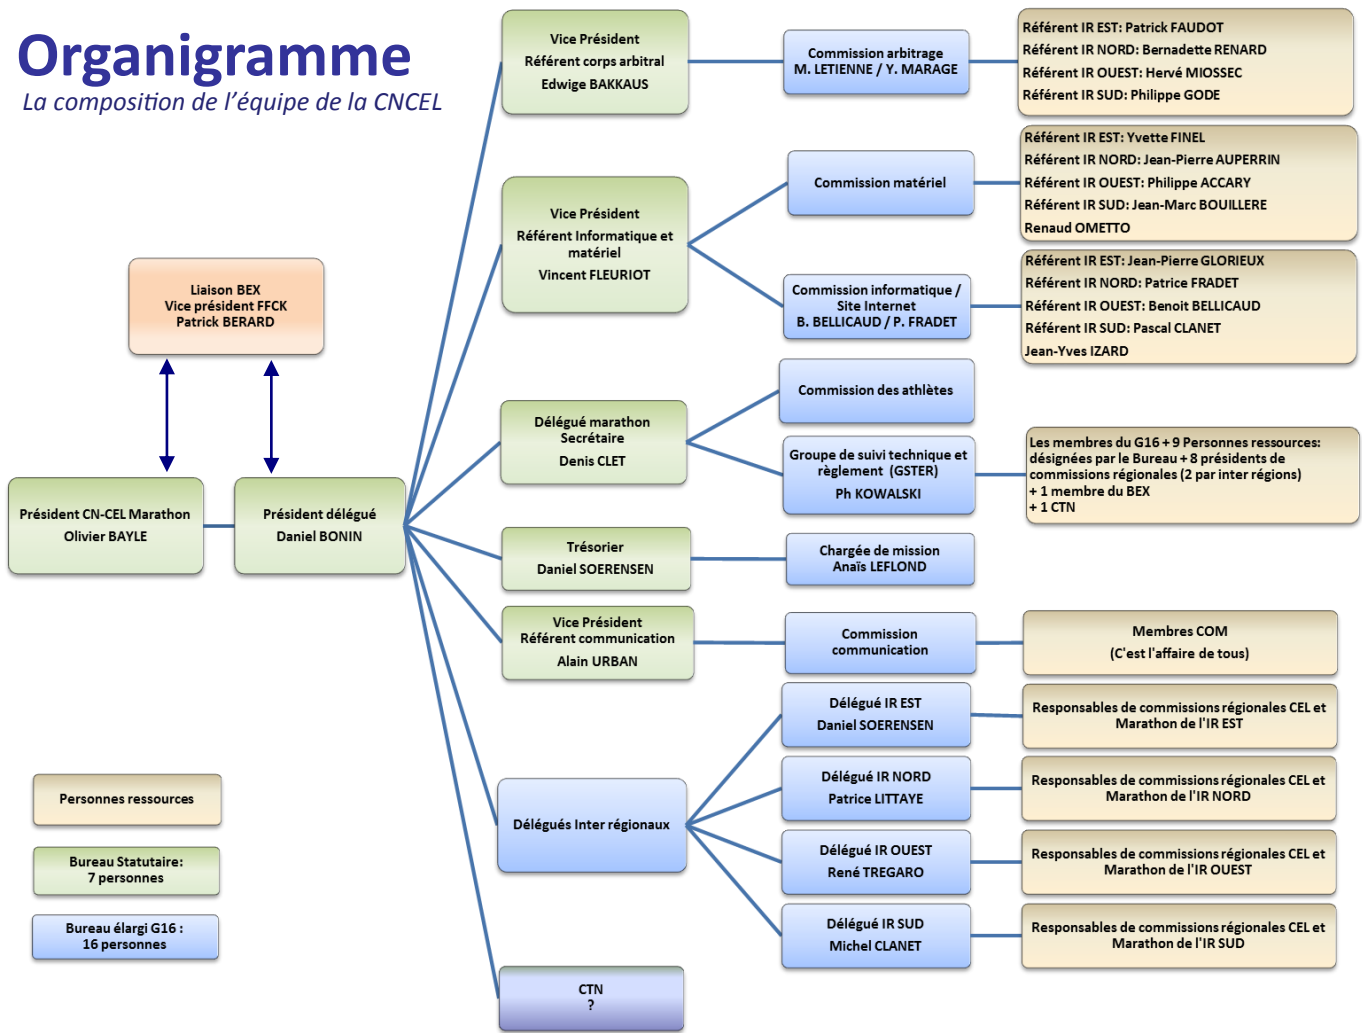 Organigramme
La composition de l'équipe de la CNCEL
Liaison BEX
Vice président FFCK
Patrick BERARD
Président CN-CEL Marathon
Olivier BAYLE
Président délégué
Daniel BONIN
Vice Président
Référent corps arbitral
Edwige BAKKAUS
Commission arbitrage
M. LETIENNE / Y. MARAGE
Référent IR EST: Patrick FAUDOT
Référent IR NORD: Bernadette RENARD
Référent IR OUEST: Hervé MIOSSEC
Référent IR SUD: Philippe GODE
Vice Président
Référent Informatique et
matériel
Vincent FLEURIOT
Commission matériel
Référent IR EST: Yvette FINEL
Référent IR NORD: Jean-Pierre AUPERRIN
Référent IR OUEST: Philippe ACCARY
Référent IR SUD: Jean-Marc BOUILLERE
Renaud OMETTO
Commission informatique /
Site Internet
B. BELLICAUD / P. FRADET
Référent IR EST: Jean-Pierre GLORIEUX
Référent IR NORD: Patrice FRADET
Référent IR OUEST: Benoit BELLICAUD
Référent IR SUD: Pascal CLANET
Jean-Yves IZARD
Délégué marathon
Secrétaire
Denis CLET
Commission des athlètes
Groupe de suivi technique et
règlement (GSTER)
Ph KOWALSKI
Les membres du G16 + 9 Personnes ressources:
désignées par le Bureau + 8 présidents de
commissions régionales (2 par inter régions)
+ 1 membre du BEX
+ 1 CTN
Trésorier
Daniel SOERENSEN
Chargée de mission
Anaïs LEFLOND
Vice Président
Référent communication
Alain URBAN
Commission
communication
Membres COM
(C'est l'affaire de tous)
Délégués Inter régionaux
Délégué IR EST
Daniel SOERENSEN
Responsables de commissions régionales CEL et
Marathon de l'IR EST
Délégué IR NORD
Patrice LITTAYE
Responsables de commissions régionales CEL et
Marathon de l'IR NORD
Délégué IR OUEST
René TREGARO
Responsables de commissions régionales CEL et
Marathon de l'IR OUEST
Délégué IR SUD
Michel CLANET
Responsables de commissions régionales CEL et
Marathon de l'IR SUD
CTN
?
Personnes ressources
Bureau Statutaire:
7 personnes
Bureau élargi G16 :
16 personnes